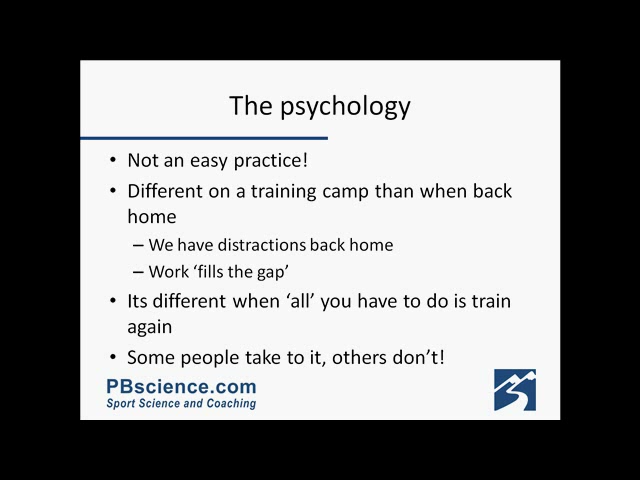 The psychology
• Not an easy practice!
• Different on a training camp than when back
home
– We have distractions back home
– Work ‘fills the gap’
• Its different when ‘all’ you have to do is train
again
• Some people take to it, others don’t!
PBscience.com
Sport Science and Coaching